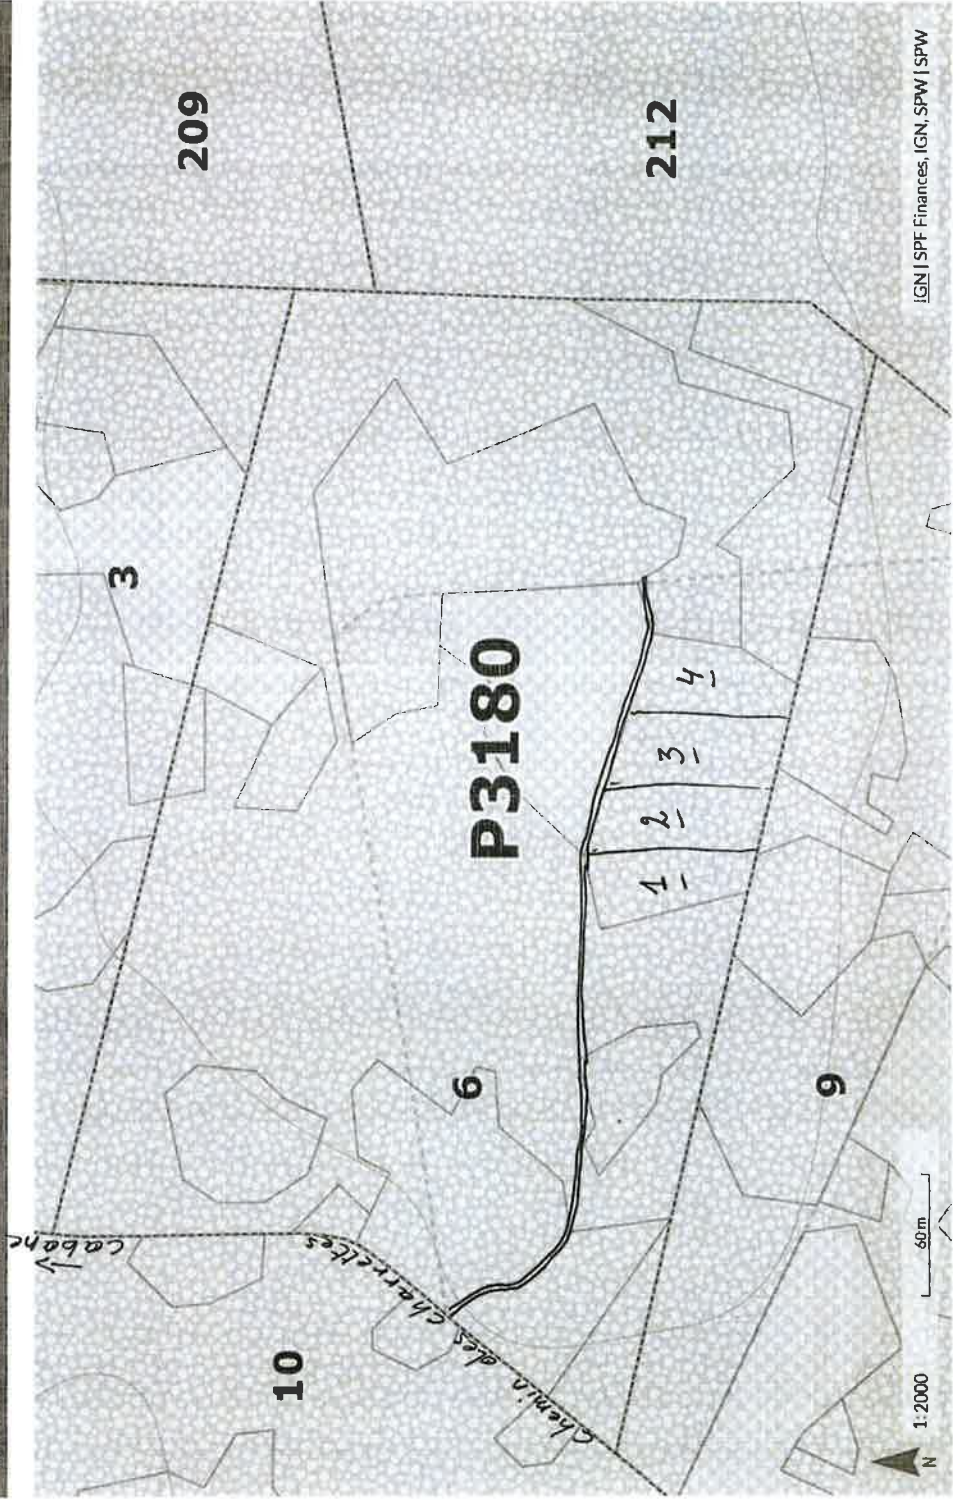 209
212
3
P3180
6
10
9
1
2
3
4
Cabane
Chemin des charrettes
1:2000
60m
N
IGN | SPF Finances, IGN, SPW | SPW